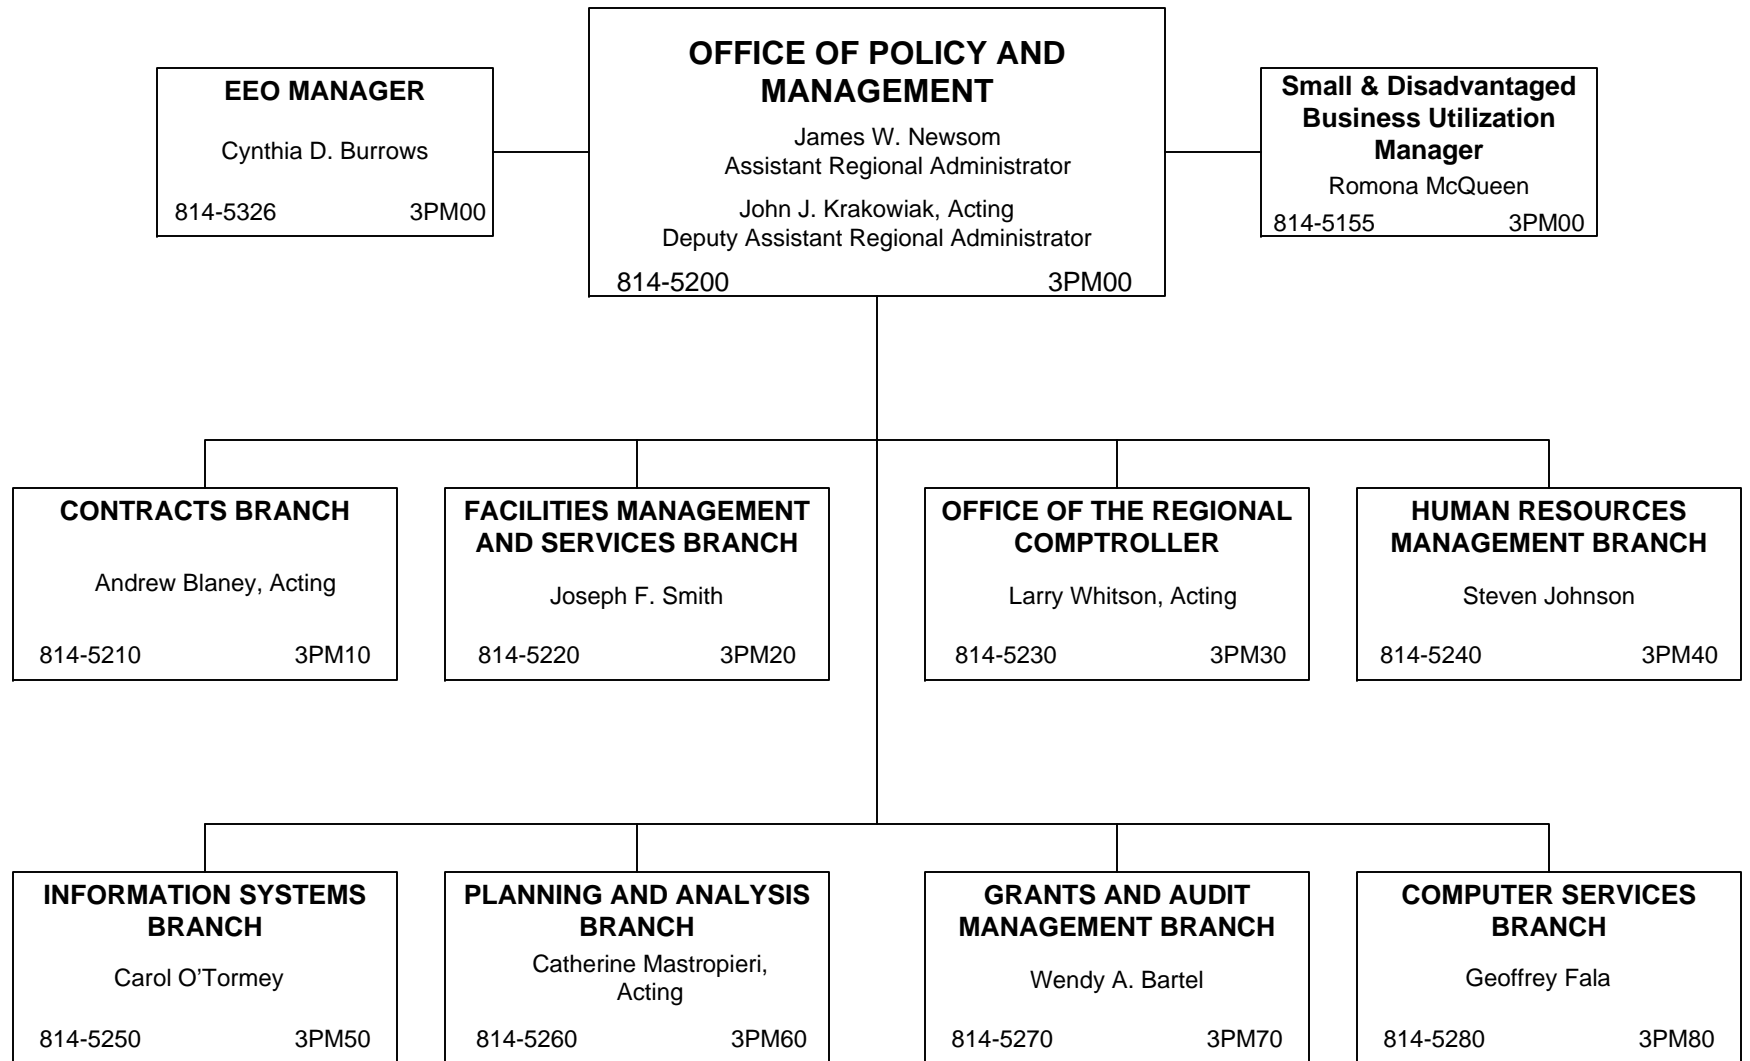 OFFICE OF POLICY AND
MANAGEMENT
James W. Newsom
Assistant Regional Administrator
John J. Krakowiak, Acting
Deputy Assistant Regional Administrator
814-5200 3PM00
EEO MANAGER
Cynthia D. Burrows
814-5326 3PM00
Small & Disadvantaged
Business Utilization
Manager
Romona McQueen
814-5155 3PM00
CONTRACTS BRANCH
Andrew Blaney, Acting
814-5210 3PM10
FACILITIES MANAGEMENT
AND SERVICES BRANCH
Joseph F. Smith
814-5220 3PM20
OFFICE OF THE REGIONAL
COMPTROLLER
Larry Whitson, Acting
814-5230 3PM30
HUMAN RESOURCES
MANAGEMENT BRANCH
Steven Johnson
814-5240 3PM40
INFORMATION SYSTEMS
BRANCH
Carol O’Tormey
814-5250 3PM50
PLANNING AND ANALYSIS
BRANCH
Catherine Mastropieri,
Acting
814-5260 3PM60
GRANTS AND AUDIT
MANAGEMENT BRANCH
Wendy A. Bartel
814-5270 3PM70
COMPUTER SERVICES
BRANCH
Geoffrey Fala
814-5280 3PM80